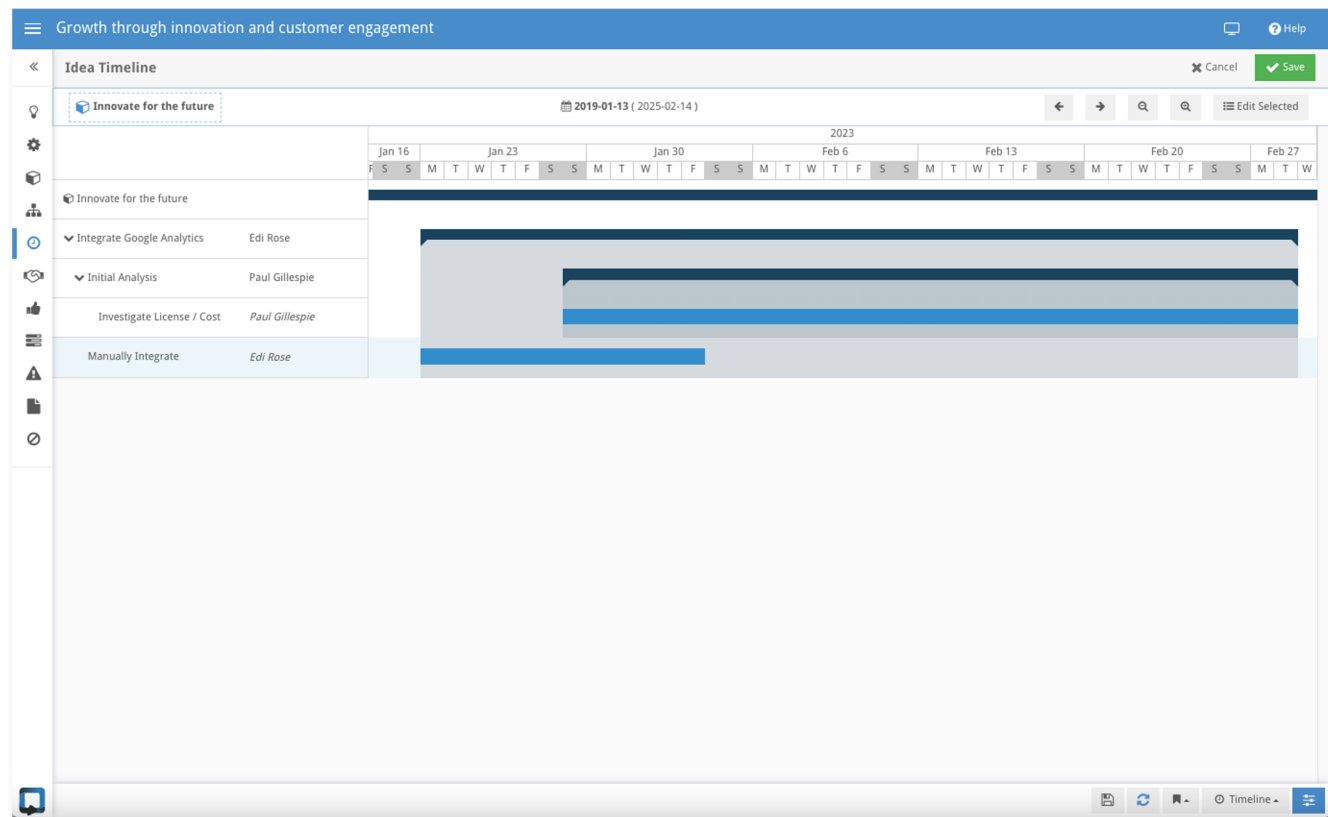 Growth through innovation and customer engagement
Help
Idea Timeline
Cancel
Save
Innovate for the future
2019-01-13 ( 2025-02-14 )
Edit Selected
2023
Jan 16 Jan 23 Jan 30 Feb 6 Feb 13 Feb 20 Feb 27
F S S M T W T F S S M T W T F S S M T W T F S S M T W T F S S M T W T F S S M T W
Innovate for the future
Integrate Google Analytics Edi Rose
Initial Analysis Paul Gillespie
Investigate License / Cost Paul Gillespie
Manually Integrate Edi Rose
Timeline